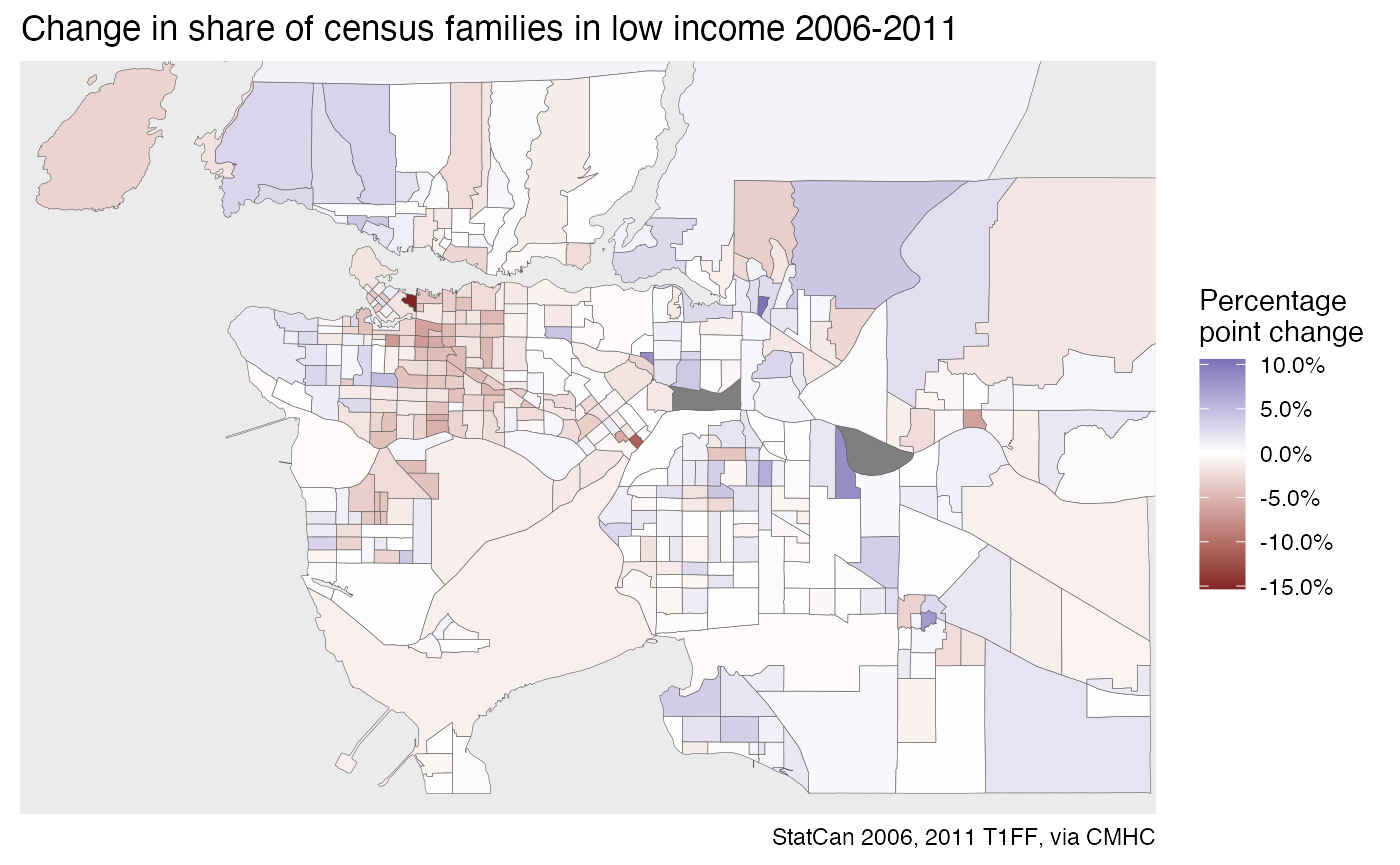 Change in share of census families in low income 2006-2011
Percentage
point change
10.0%
5.0%
0.0%
-5.0%
-10.0%
-15.0%
StatCan 2006, 2011 T1FF, via CMHC